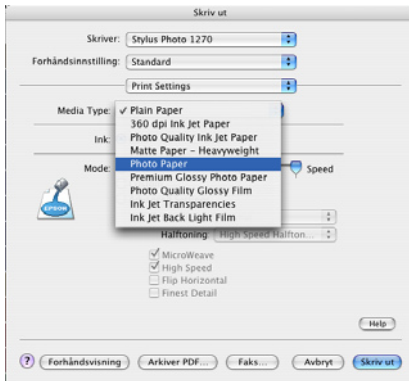 Skriv ut
Skriver: Stylus Photo 1270
Forhåndsinnstilling: Standard
Print Settings
Media Type: ✓ Plain Paper
360 dpi Ink Jet Paper
Photo Quality Ink Jet Paper
Ink: Matte Paper – Heavyweight
Mode: Photo Paper Speed
Premium Glossy Photo Paper
Photo Quality Glossy Film
EPSON Ink Jet Transparencies
Ink Jet Back Light Film
Halftoning: High Speed Halfton...
MicroWeave
High Speed
Flip Horizontal
Finest Detail
Help
? Forhåndsvisning Arkiver PDF... Faks... Avbryt Skriv ut